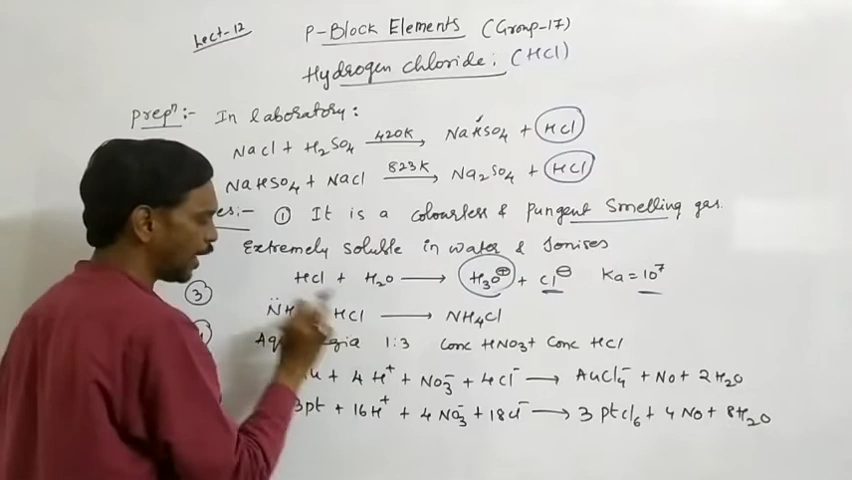 Lect-12
P-Block Elements (Group-17)
Hydrogen chloride: (HCl)
Prepⁿ:- In laboratory:
NaCl + H₂SO₄ —420K→ NaHSO₄ + HCl
NaHSO₄ + NaCl —823K→ Na₂SO₄ + HCl
① It is a colourless & pungent smelling gas.
Extremely soluble in water & Ionises
HCl + H₂O → H₃O⊕ + Cl⊖ Ka = 10⁷
③
HCl → NH₄Cl
1:3 Conc HNO₃ + Conc HCl
+ 4H⁺ + NO₃⁻ + 4Cl⁻ → AuCl₄⁻ + NO + 2H₂O
3Pt + 16H⁺ + 4NO₃⁻ + 18Cl⁻ → 3PtCl₆ + 4NO + 8H₂O